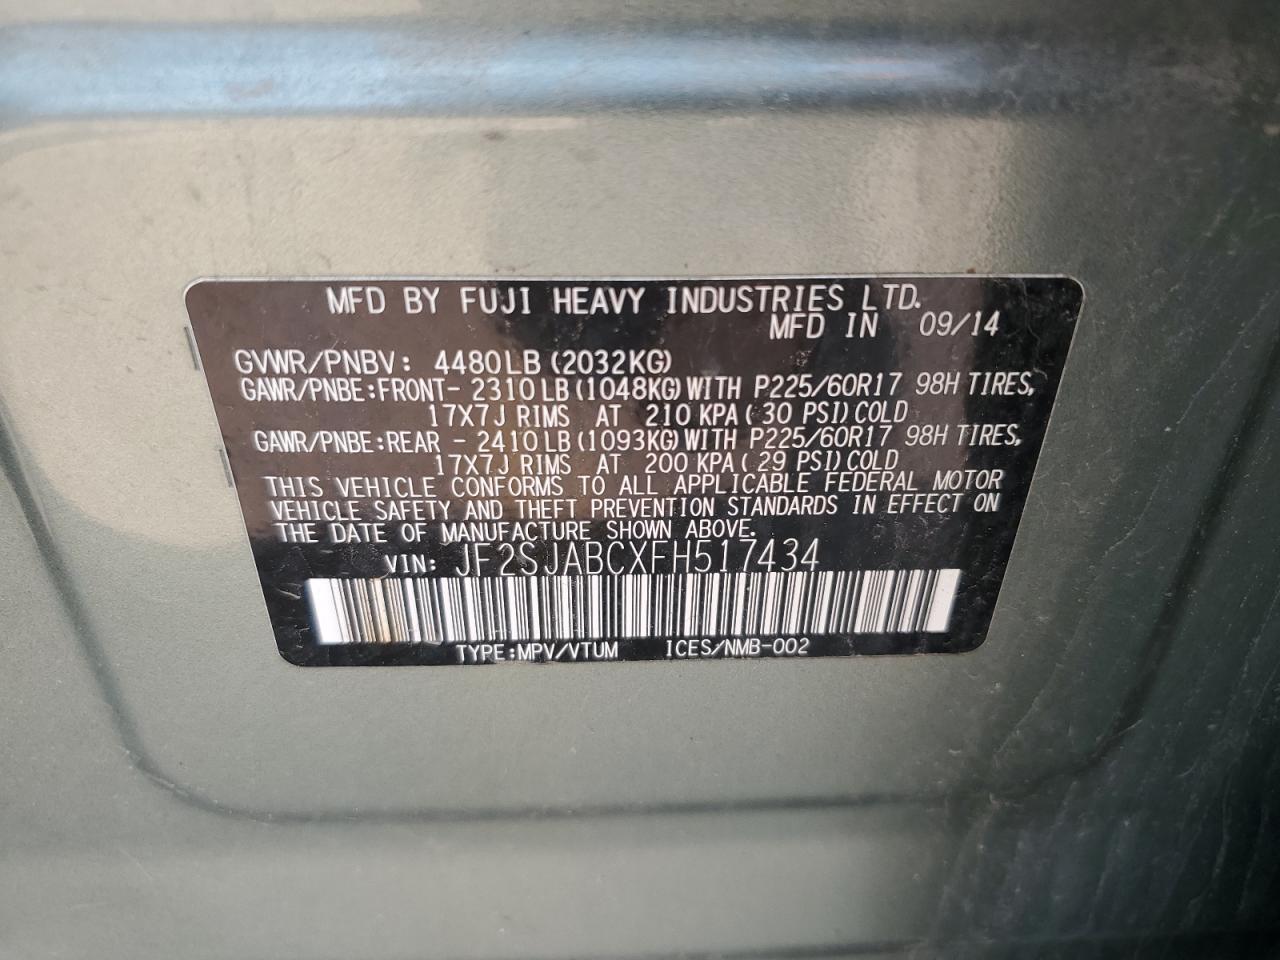 MFD BY FUJI HEAVY INDUSTRIES LTD.
MFD IN 09/14
GVWR/PNBV: 4480LB (2032KG)
GAWR/PNBE:FRONT- 2310LB (1048KG) WITH P225/60R17 98H TIRES,
17X7J RIMS AT 210 KPA( 30 PSI) COLD
GAWR/PNBE:REAR - 2410LB (1093KG) WITH P225/60R17 98H TIRES,
17X7J RIMS AT 200 KPA( 29 PSI) COLD
THIS VEHICLE CONFORMS TO ALL APPLICABLE FEDERAL MOTOR
VEHICLE SAFETY AND THEFT PREVENTION STANDARDS IN EFFECT ON
THE DATE OF MANUFACTURE SHOWN ABOVE.
VIN: JF2SJABCXFH517434
TYPE:MPV/VTUM ICES/NMB-002